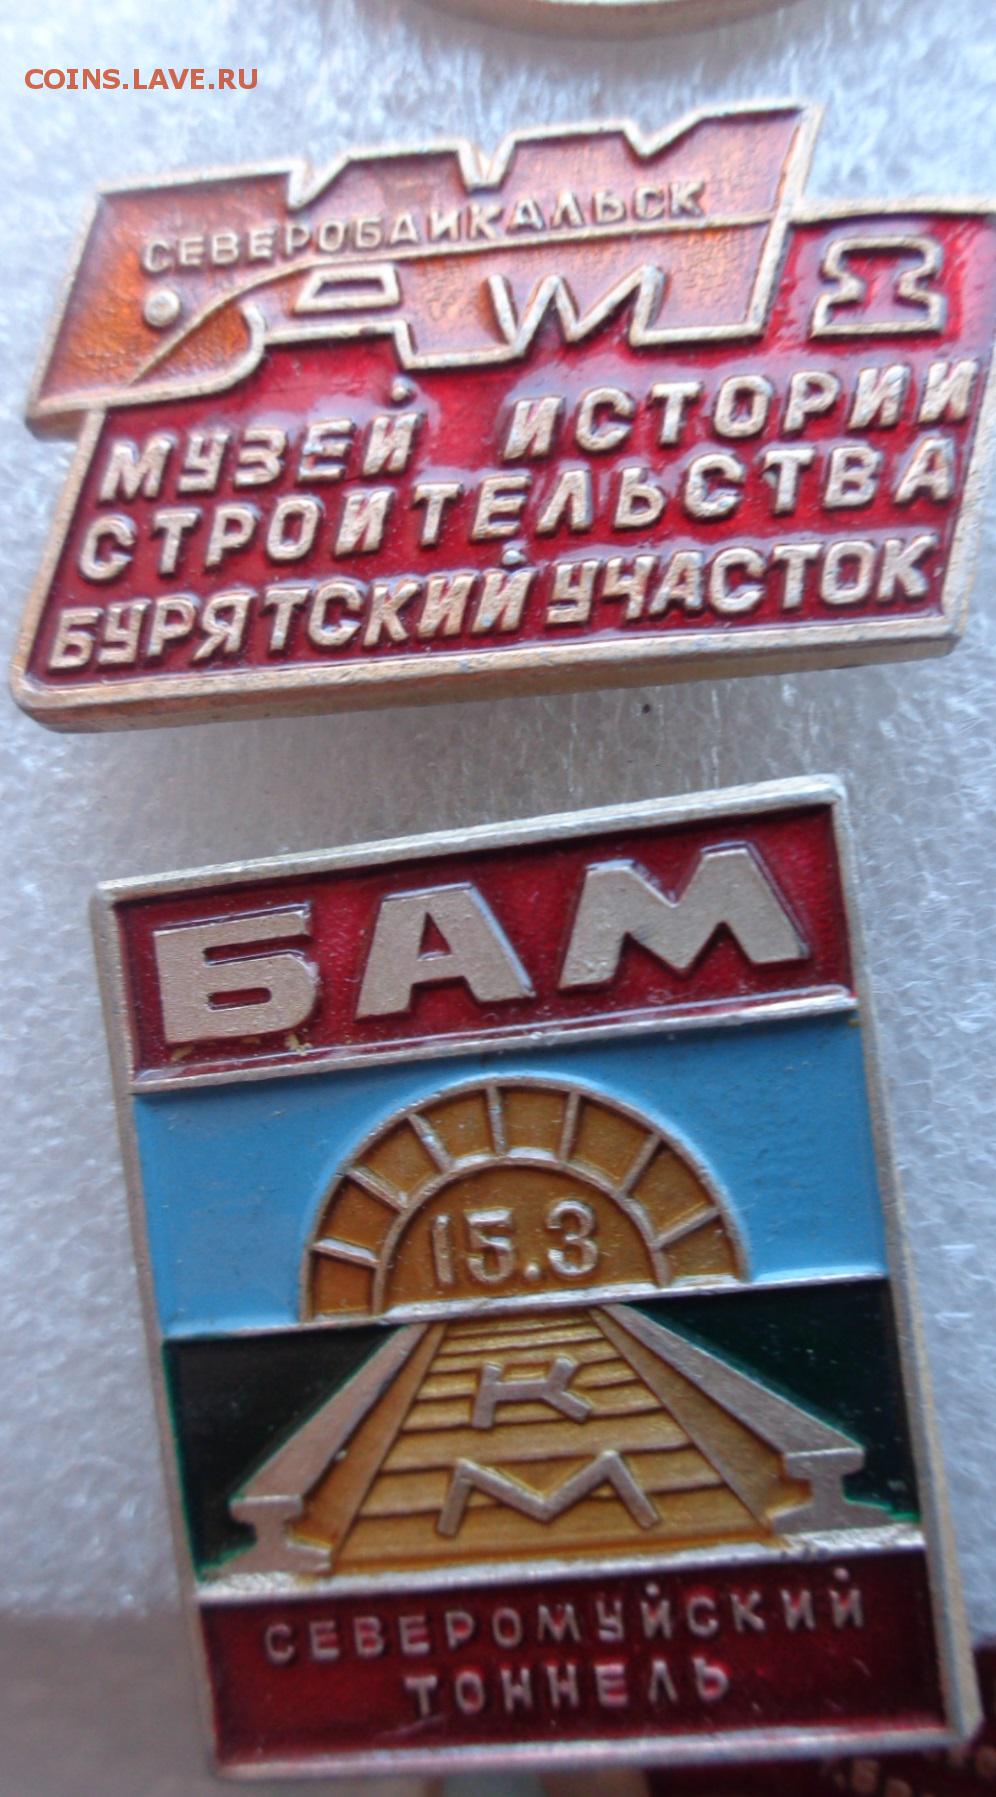 COINS.LAVE.RU
СЕВЕРОБАЙКАЛЬСК
БАМ
МУЗЕЙ ИСТОРИИ
СТРОИТЕЛЬСТВА
БУРЯТСКИЙ УЧАСТОК
БАМ
15.3
КМ
СЕВЕРОМУЙСКИЙ
ТОННЕЛЬ